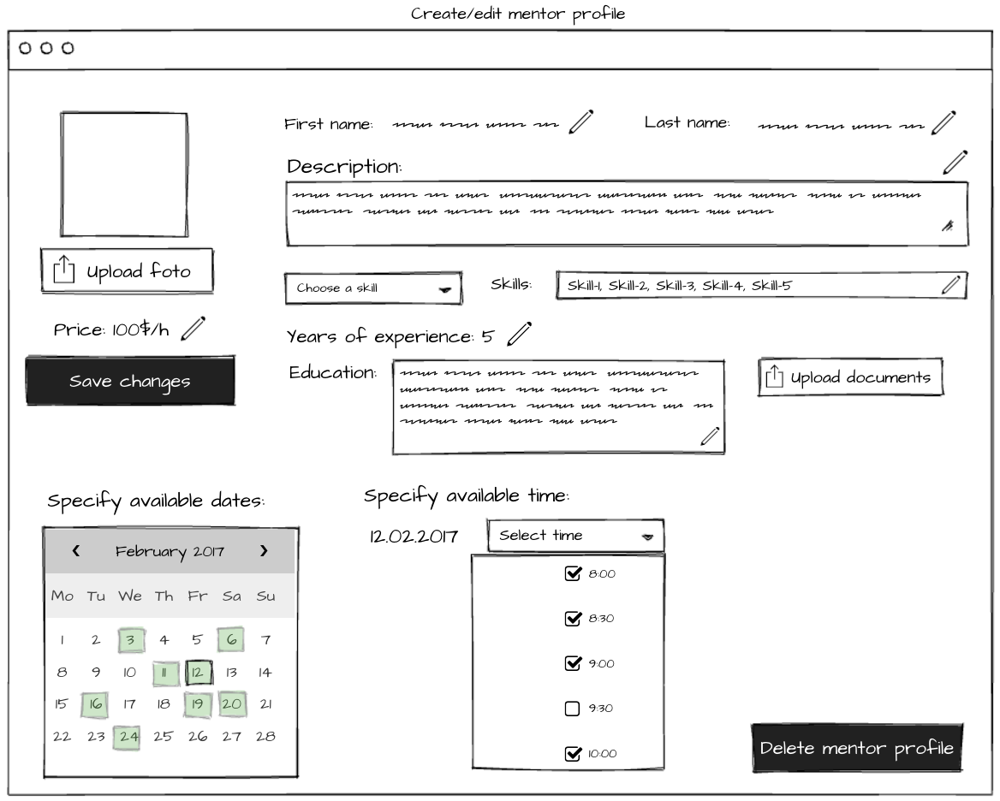 Create/edit mentor profile
First name:
Last name:
Description:
Upload foto
Choose a skill
Skills:
Skill-1, Skill-2, Skill-3, Skill-4, Skill-5
Price: 100$/h
Years of experience: 5
Save changes
Education:
Upload documents
Specify available dates:
Specify available time:
12.02.2017
Select time
February 2017
Mo Tu We Th Fr Sa Su
1 2 3 4 5 6 7
8 9 10 11 12 13 14
15 16 17 18 19 20 21
22 23 24 25 26 27 28
8:00
8:30
9:00
9:30
10:00
Delete mentor profile